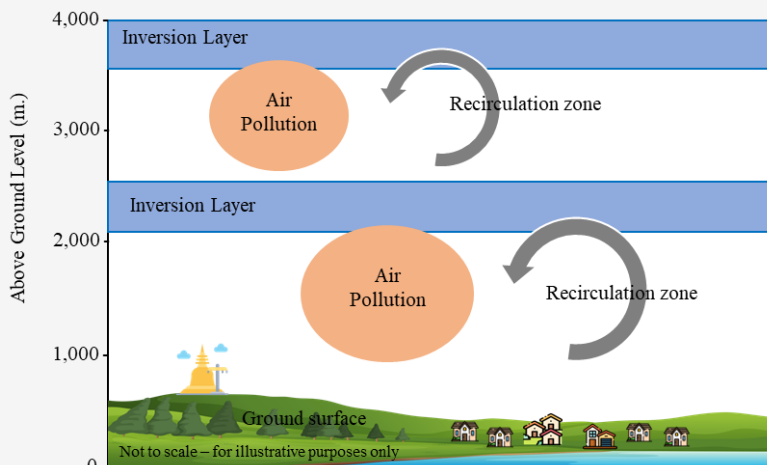 4,000
Inversion Layer
Air
Pollution
Recirculation zone
3,000
Inversion Layer
2,000
Air
Pollution
Recirculation zone
1,000
Ground surface
Not to scale – for illustrative purposes only
0
Above Ground Level (m.)